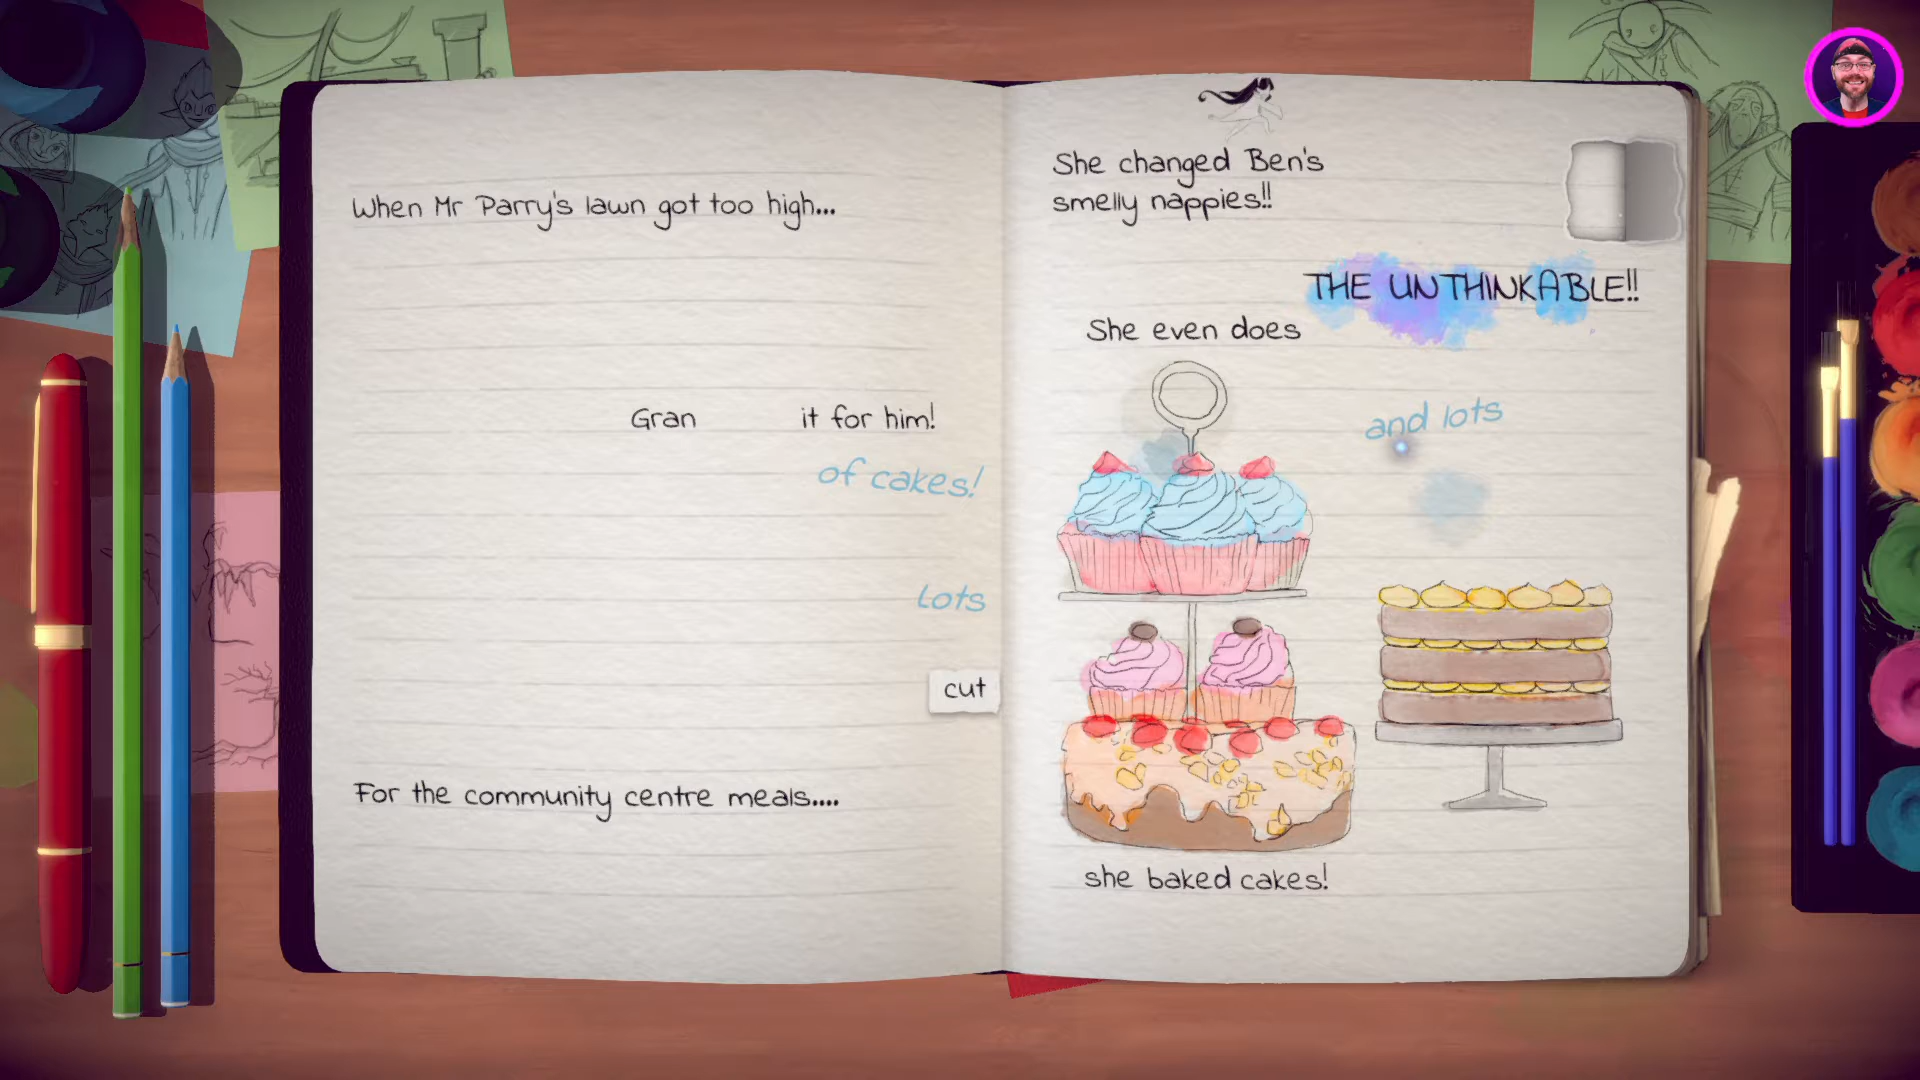 When Mr Parry's lawn got too high...
Gran it for him!
of cakes!
Lots
cut
For the community centre meals....
She changed Ben's
smelly nappies!!
THE UNTHINKABLE!!
She even does
and lots
she baked cakes!